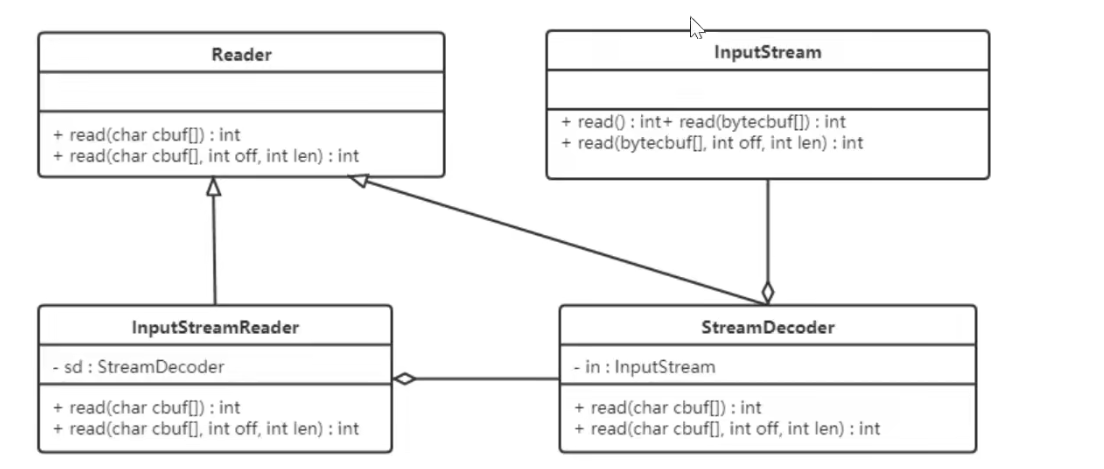 Reader
+ read(char cbuf[]) : int
+ read(char cbuf[], int off, int len) : int
InputStream
+ read() : int+ read(bytecbuf[]) : int
+ read(bytecbuf[], int off, int len) : int
InputStreamReader
- sd : StreamDecoder
+ read(char cbuf[]) : int
+ read(char cbuf[], int off, int len) : int
StreamDecoder
- in : InputStream
+ read(char cbuf[]) : int
+ read(char cbuf[], int off, int len) : int